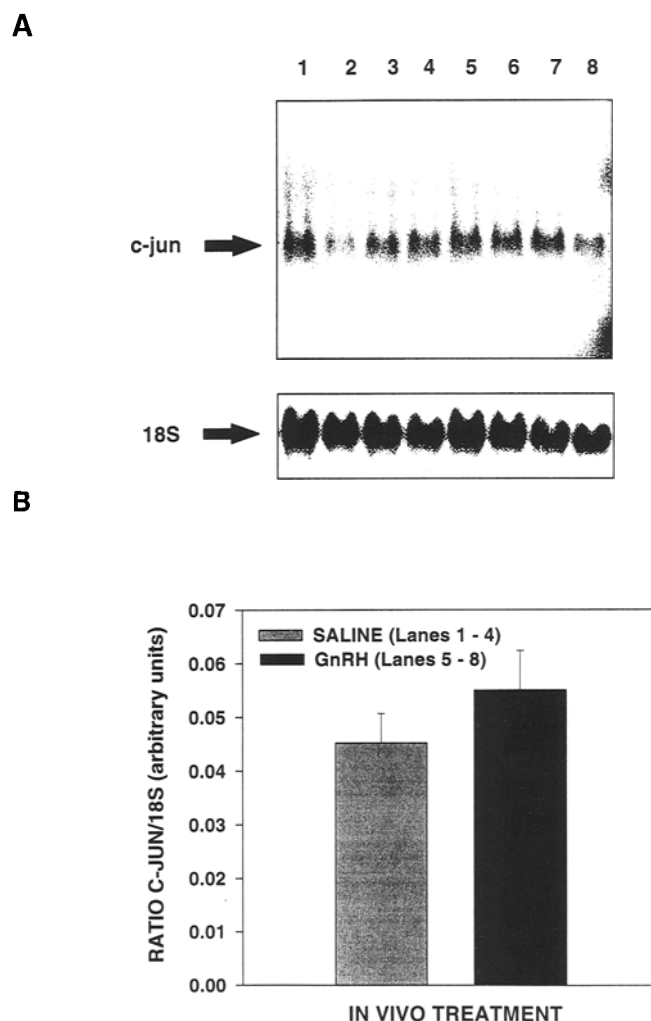 A
1 2 3 4 5 6 7 8
c-jun
18S
B
0.07
0.06
0.05
0.04
0.03
0.02
0.01
0.00
RATIO C-JUN/18S (arbitrary units)
SALINE (Lanes 1 - 4)
GnRH (Lanes 5 - 8)
IN VIVO TREATMENT